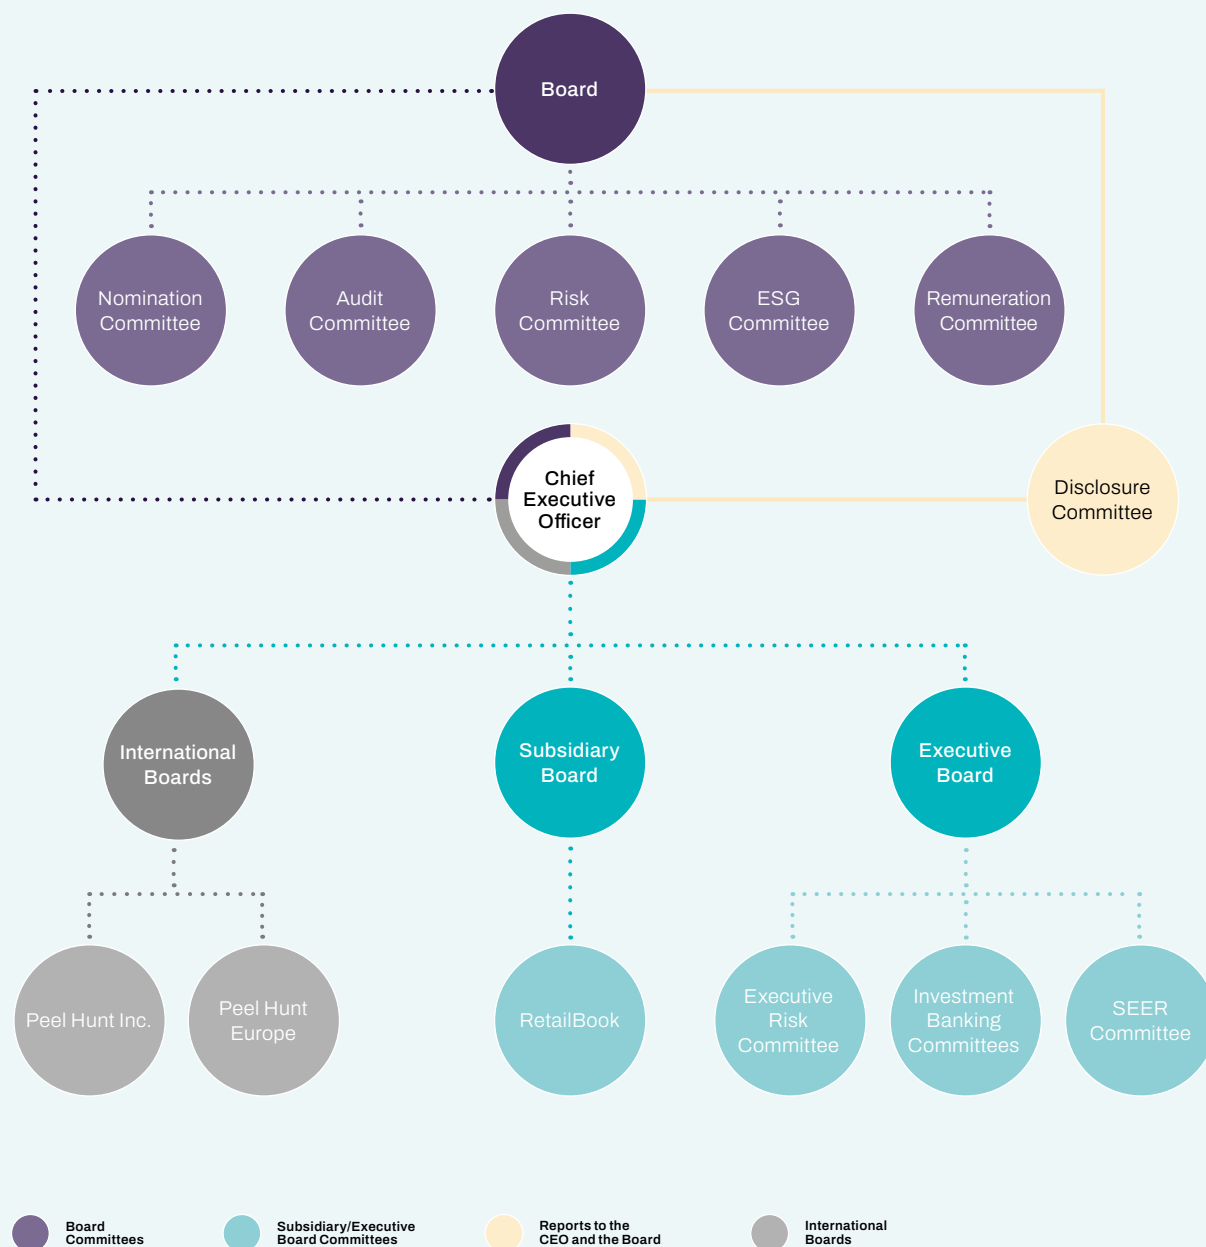 Board
Nomination
Committee
Audit
Committee
Risk
Committee
ESG
Committee
Remuneration
Committee
Chief
Executive
Officer
Disclosure
Committee
International
Boards
Subsidiary
Board
Executive
Board
Peel Hunt Inc.
Peel Hunt
Europe
RetailBook
Executive
Risk
Committee
Investment
Banking
Committees
SEER
Committee
Board
Committees
Subsidiary/Executive
Board Committees
Reports to the
CEO and the Board
International
Boards